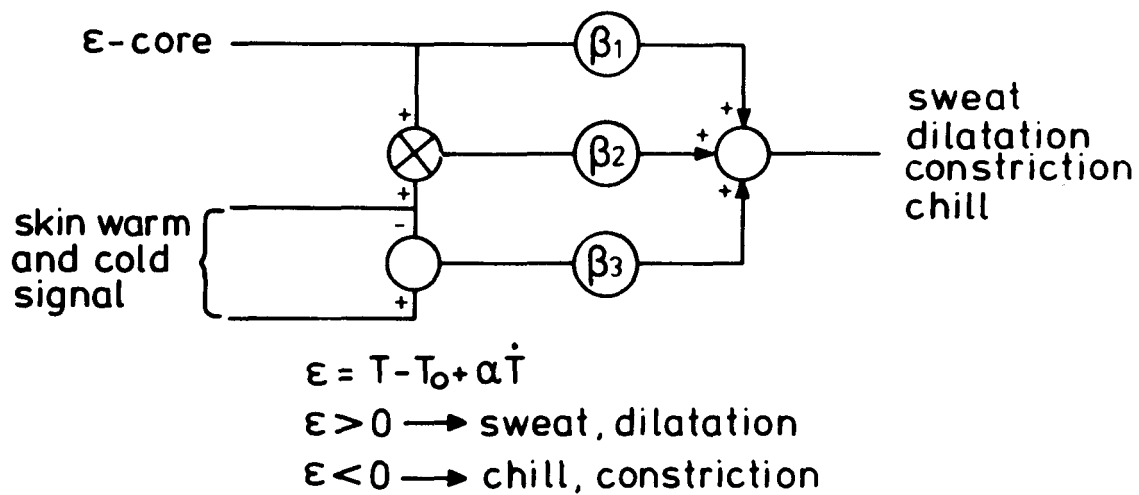 ε-core
β1
+
+
+
β2
+
sweat
dilatation
constriction
chill
+
skin warm
and cold
signal
-
+
β3
+
ε = T-To+αṪ
ε>0 → sweat, dilatation
ε<0 → chill, constriction